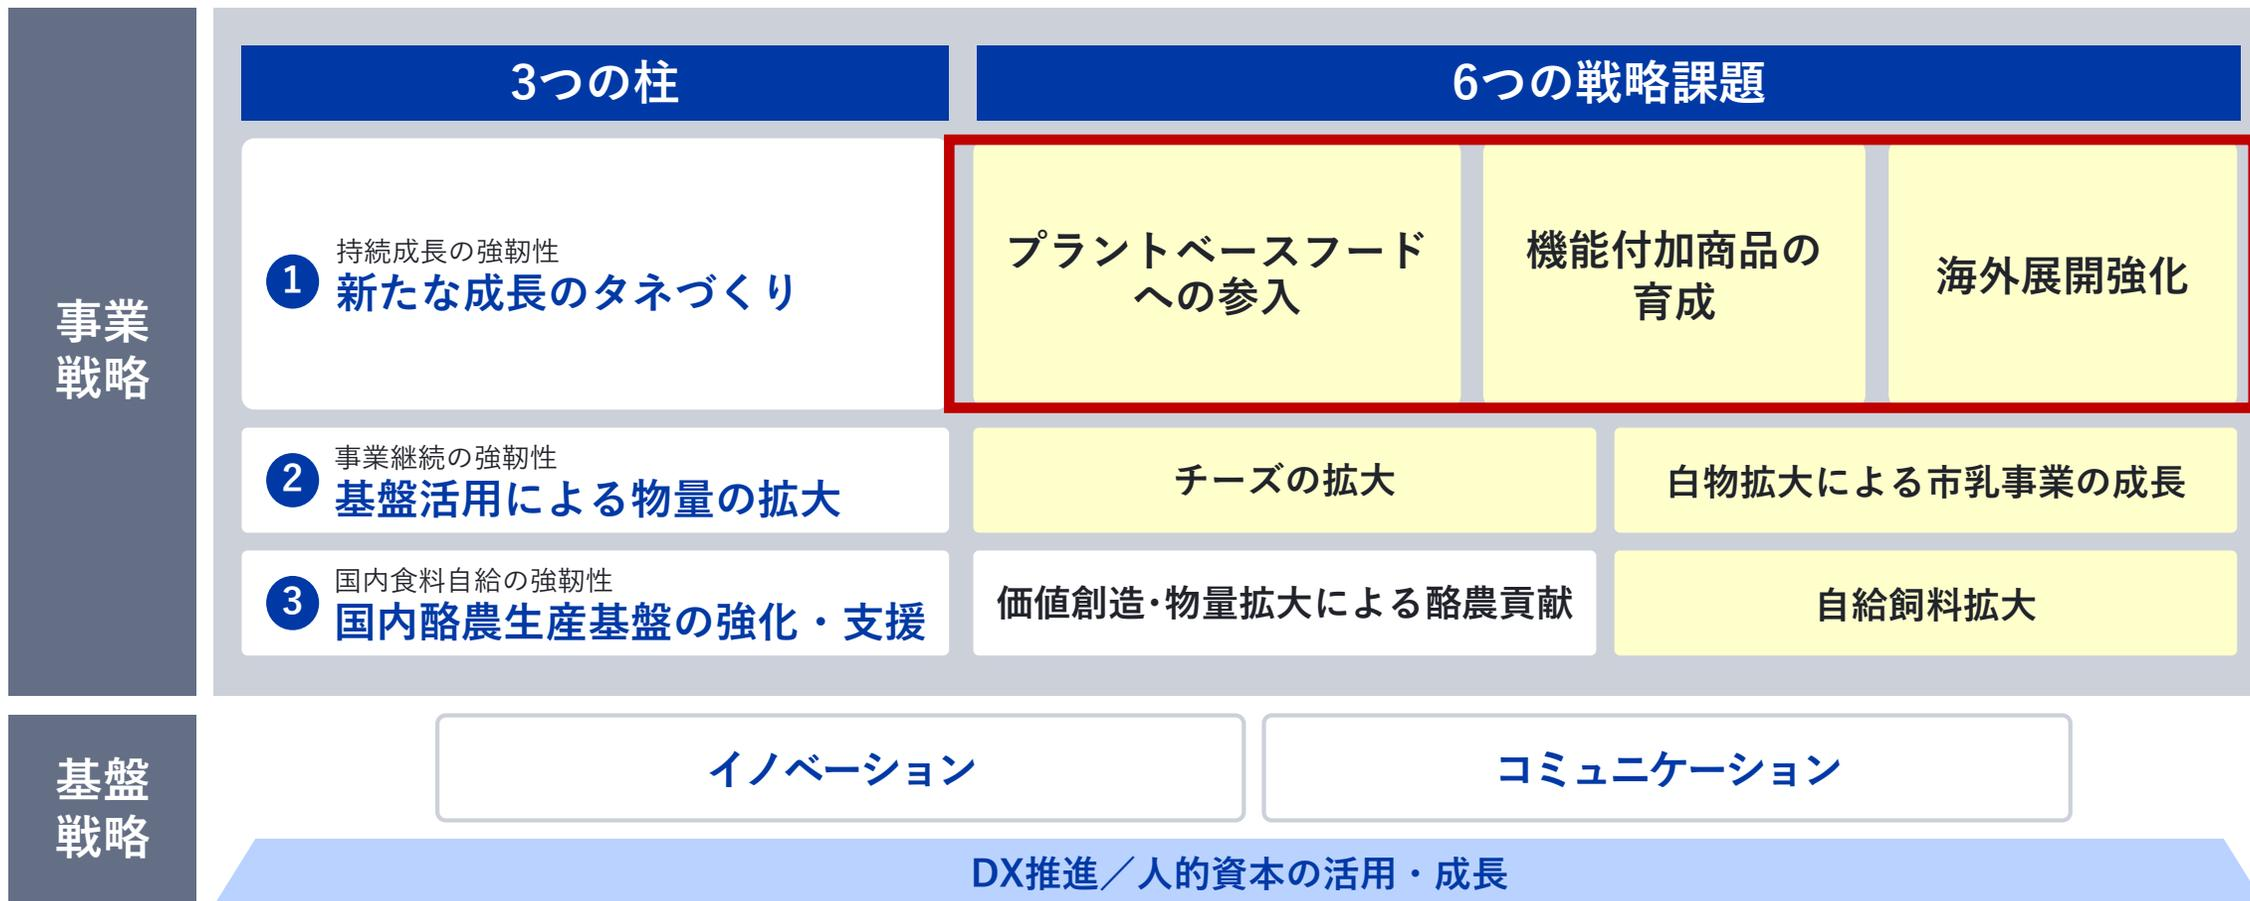 事業
戦略
3つの柱
6つの戦略課題
1
持続成長の強靭性
新たな成長のタネづくり
プラントベースフード
への参入
機能付加商品の
育成
海外展開強化
2
事業継続の強靭性
基盤活用による物量の拡大
チーズの拡大
白物拡大による市乳事業の成長
3
国内食料自給の強靭性
国内酪農生産基盤の強化・支援
価値創造･物量拡大による酪農貢献
自給飼料拡大
基盤
戦略
イノベーション
コミュニケーション
DX推進／人的資本の活用・成長